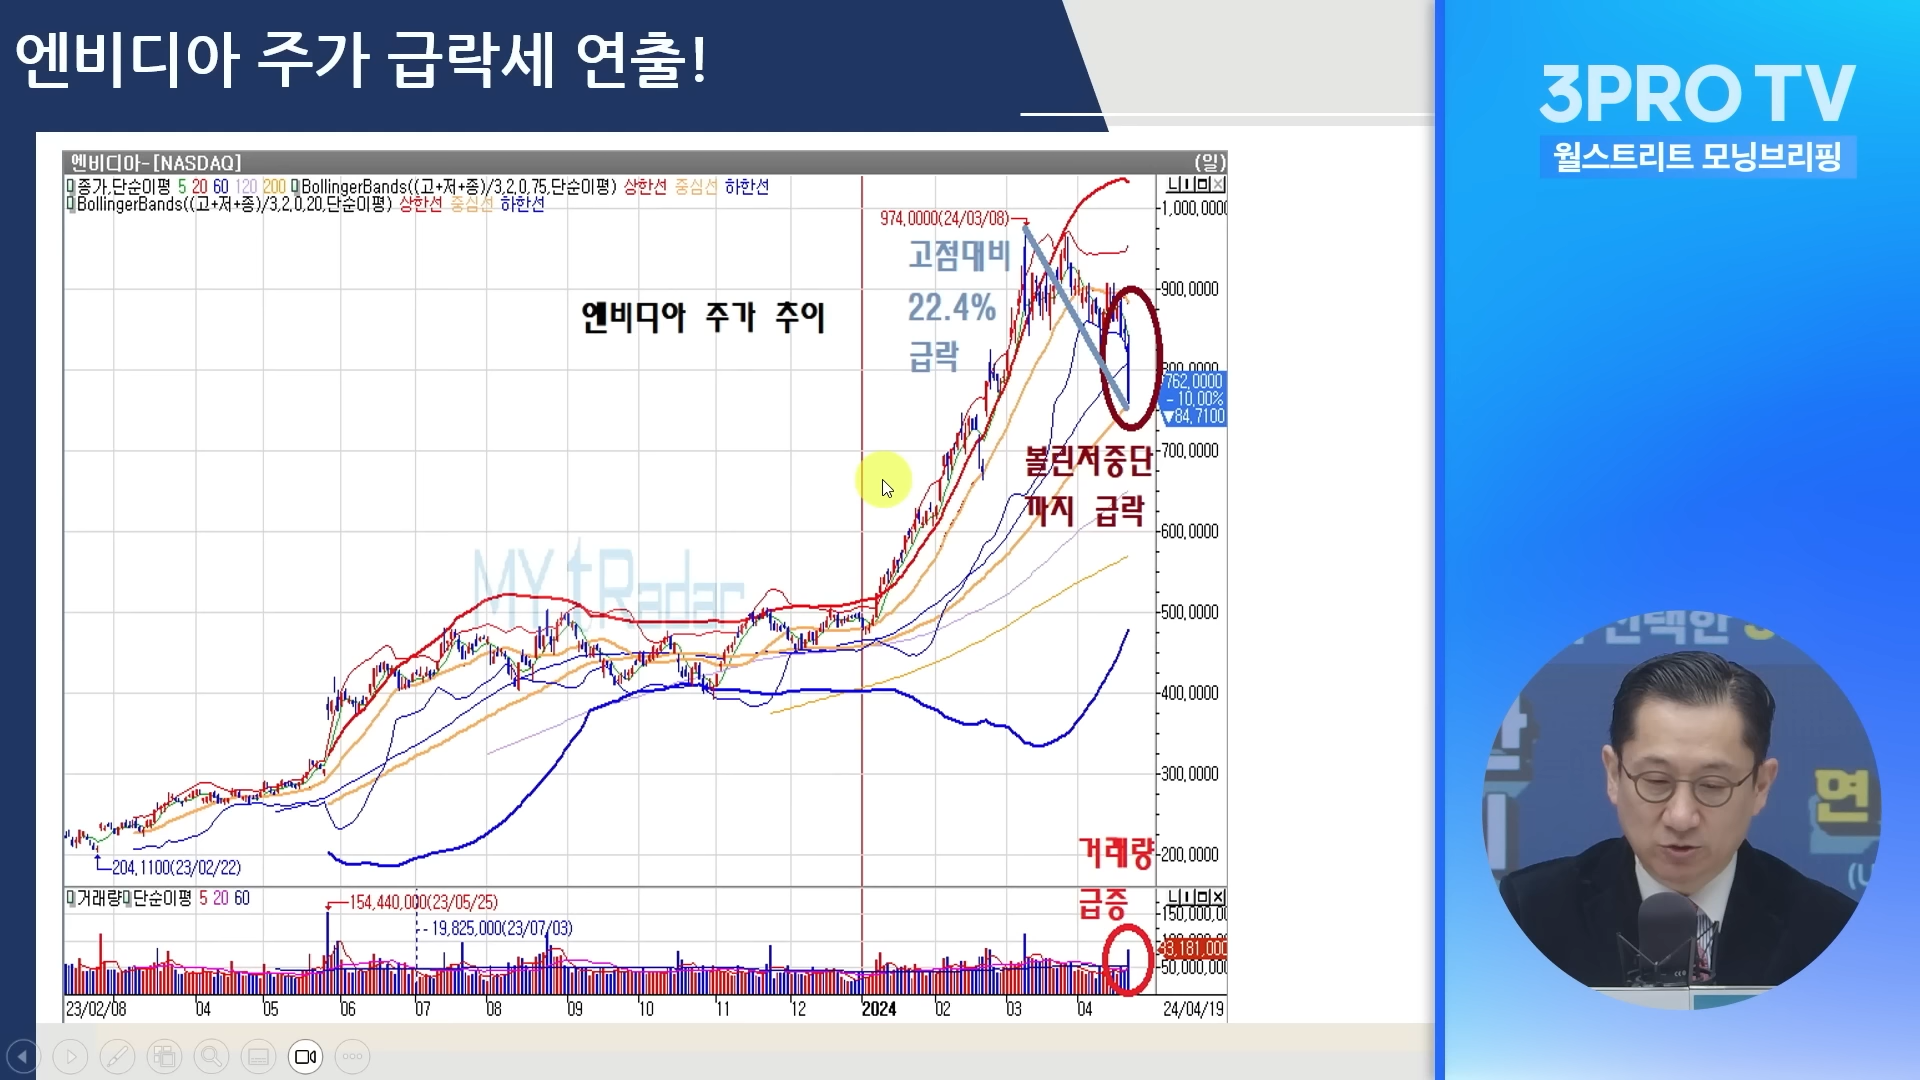 엔비디아 주가 급락세 연출!
3PRO TV
월스트리트 모닝브리핑
엔비디아-[NASDAQ]
(일)
종가,단순이평 5 20 60 120 200 BollingerBands((고+저+종)/3,2,0,75,단순이평) 상한선 중심선 하한선
BollingerBands((고+저+종)/3,2,0,20,단순이평) 상한선 중심선 하한선
974,0000(24/03/08)
고점대비
22.4%
급락
엔비디아 주가 추이
볼린저중단
까지 급락
1,000,0000
900,0000
800,0000
762,0000
- 10,00%
▼84,7100
700,0000
600,0000
500,0000
400,0000
300,0000
200,0000
MY Radar
204,1100(23/02/22)
거래량
급증
거래량 단순이평 5 20 60
154,440,000(23/05/25)
19,825,000(23/07/03)
150,000,00
83,181,000
50,000,000
23/02/08 04 05 06 07 08 09 10 11 12 2024 02 03 04 24/04/19
연